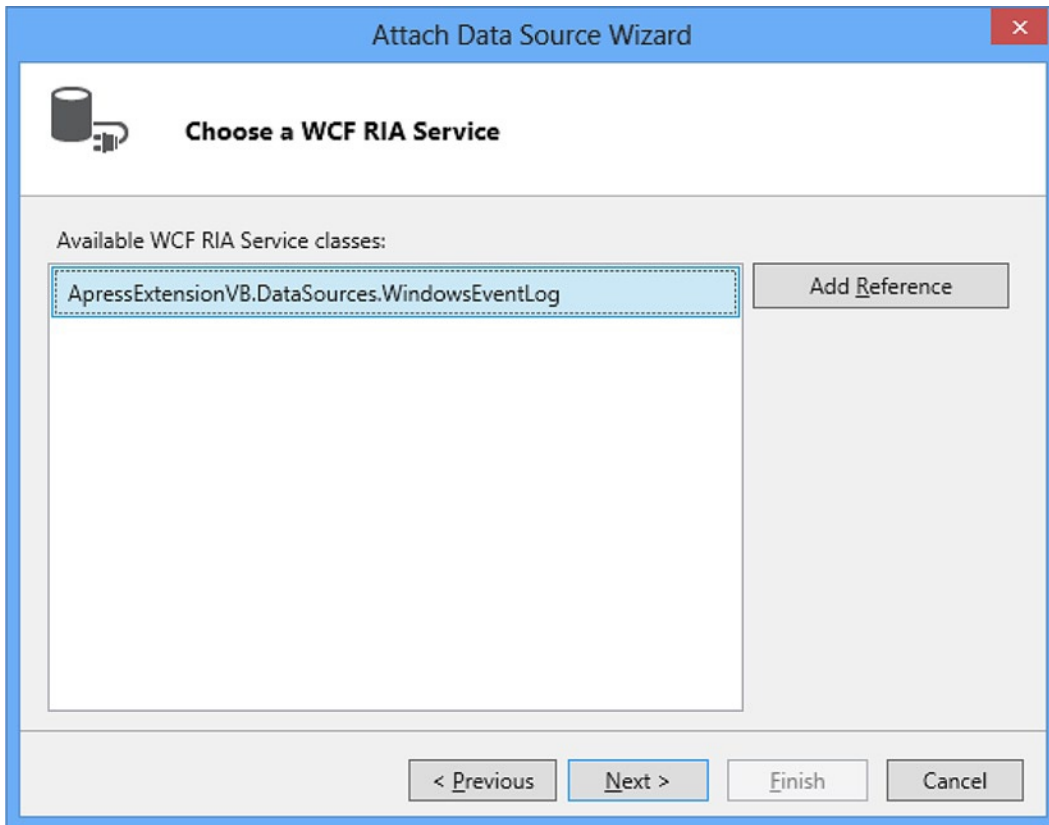 Attach Data Source Wizard
Choose a WCF RIA Service
Available WCF RIA Service classes:
ApressExtensionVB.DataSources.WindowsEventLog
Add Reference
< Previous
Next >
Finish
Cancel